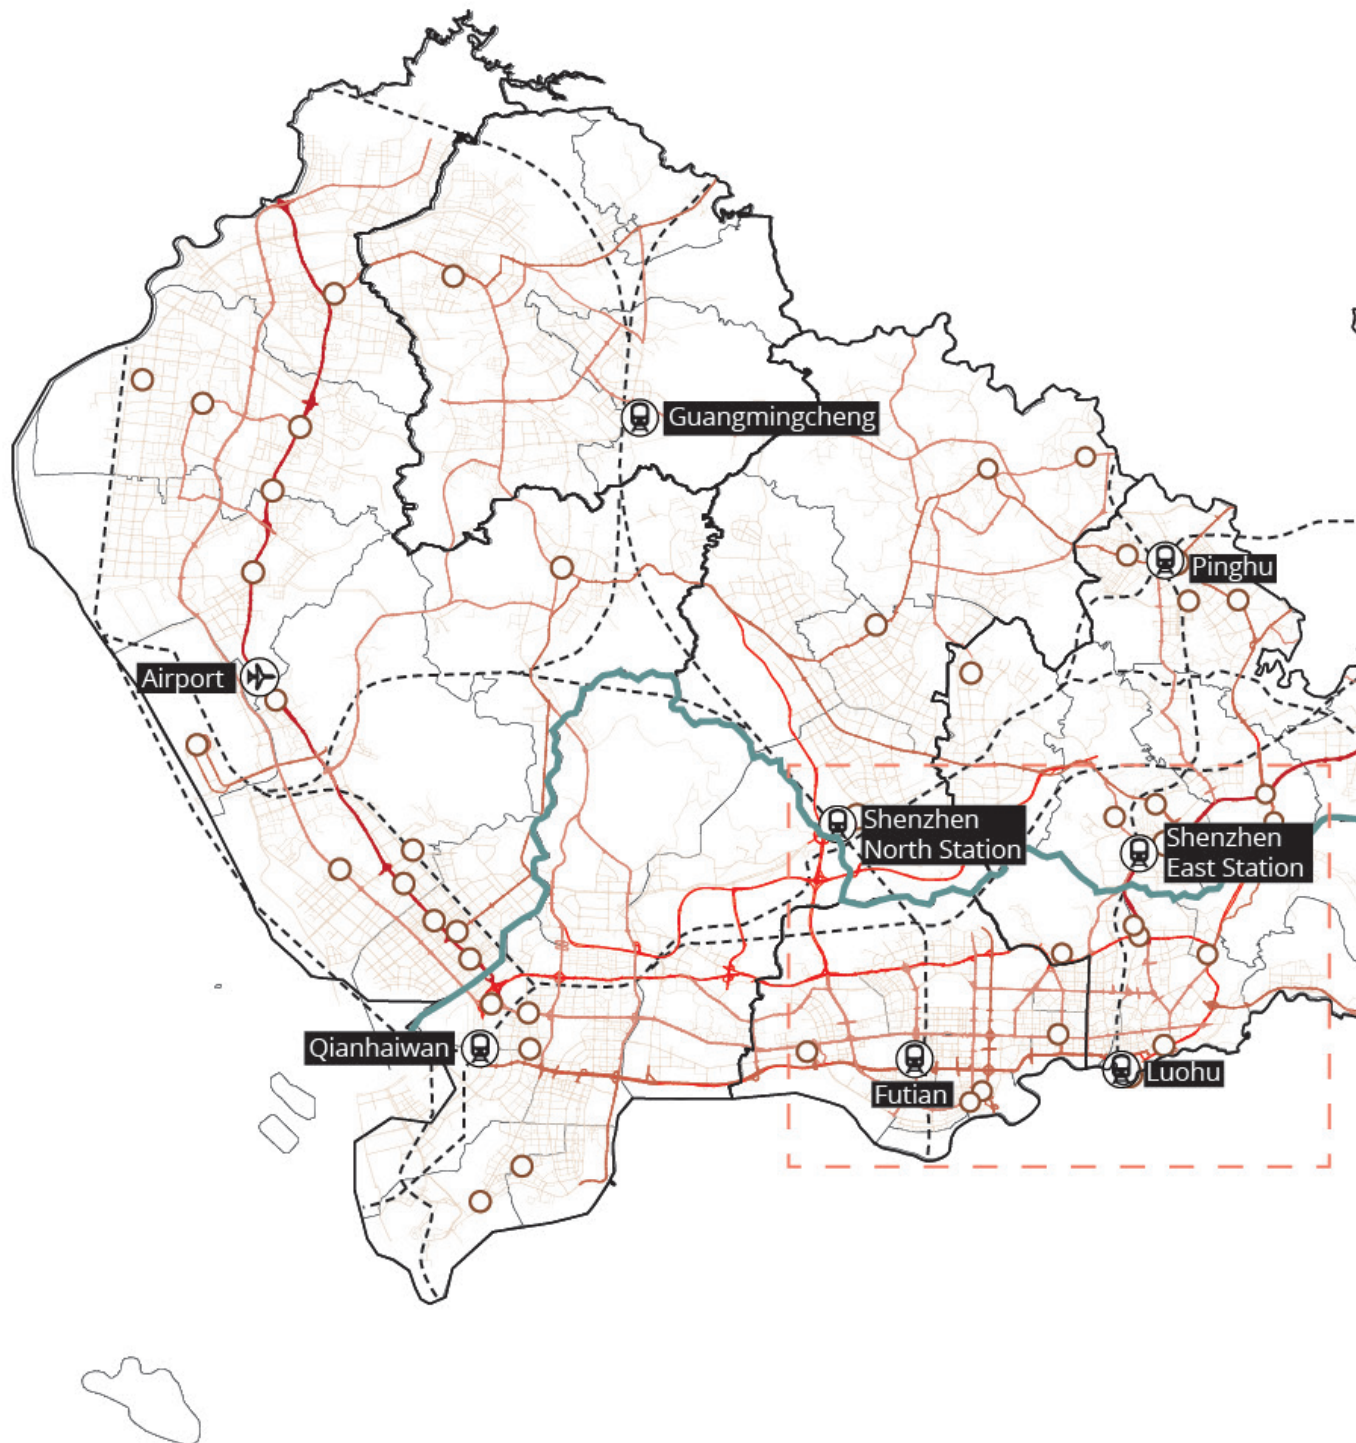 Guangmingcheng
Pinghu
Airport
Shenzhen
North Station
Shenzhen
East Station
Qianhaiwan
Futian
Luohu